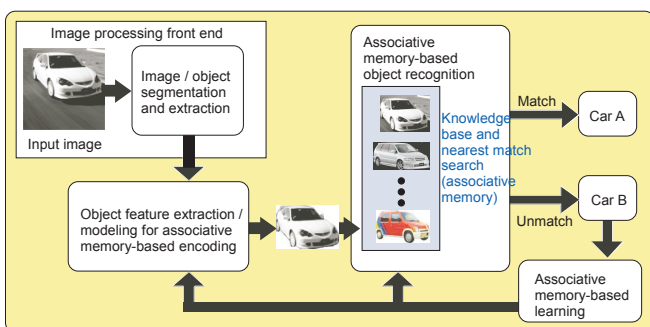 Image processing front end
Input image
Image / object
segmentation
and extraction
Object feature extraction /
modeling for associative
memory-based encoding
Associative
memory-based
object recognition
Knowledge
base and
nearest match
search
(associative
memory)
Match
Car A
Unmatch
Car B
Associative
memory-based
learning